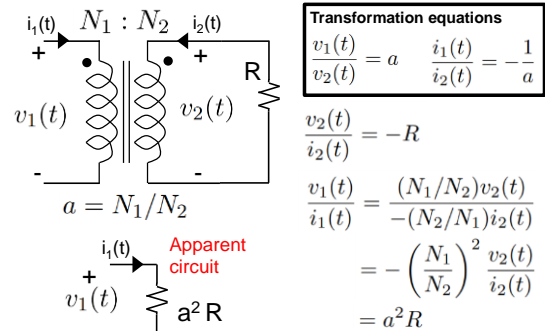 i₁(t) N₁ : N₂ i₂(t)
+ +
R
v₁(t) v₂(t)
- -
a = N₁/N₂
i₁(t) Apparent
circuit
+
v₁(t) a² R
Transformation equations
v₁(t)/v₂(t) = a i₁(t)/i₂(t) = -1/a
v₂(t)/i₂(t) = -R
v₁(t)/i₁(t) = (N₁/N₂)v₂(t)/-(N₂/N₁)i₂(t)
= -(N₁/N₂)² v₂(t)/i₂(t)
= a²R